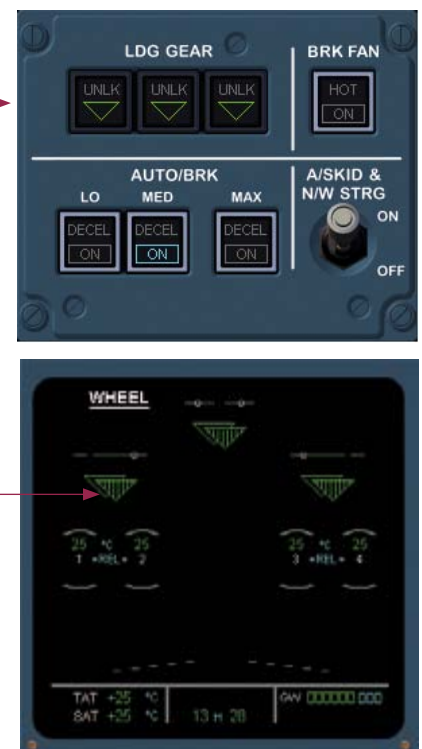 LDG GEAR BRK FAN
UNLK UNLK UNLK HOT
ON
AUTO/BRK A/SKID &
LO MED MAX N/W STRG
ON
DECEL DECEL DECEL
ON ON ON
OFF
WHEEL
25 °C 25 25 °C 25
1 REL 2 3 REL 4
TAT +25 °C GW
SAT +25 °C 13 H 28